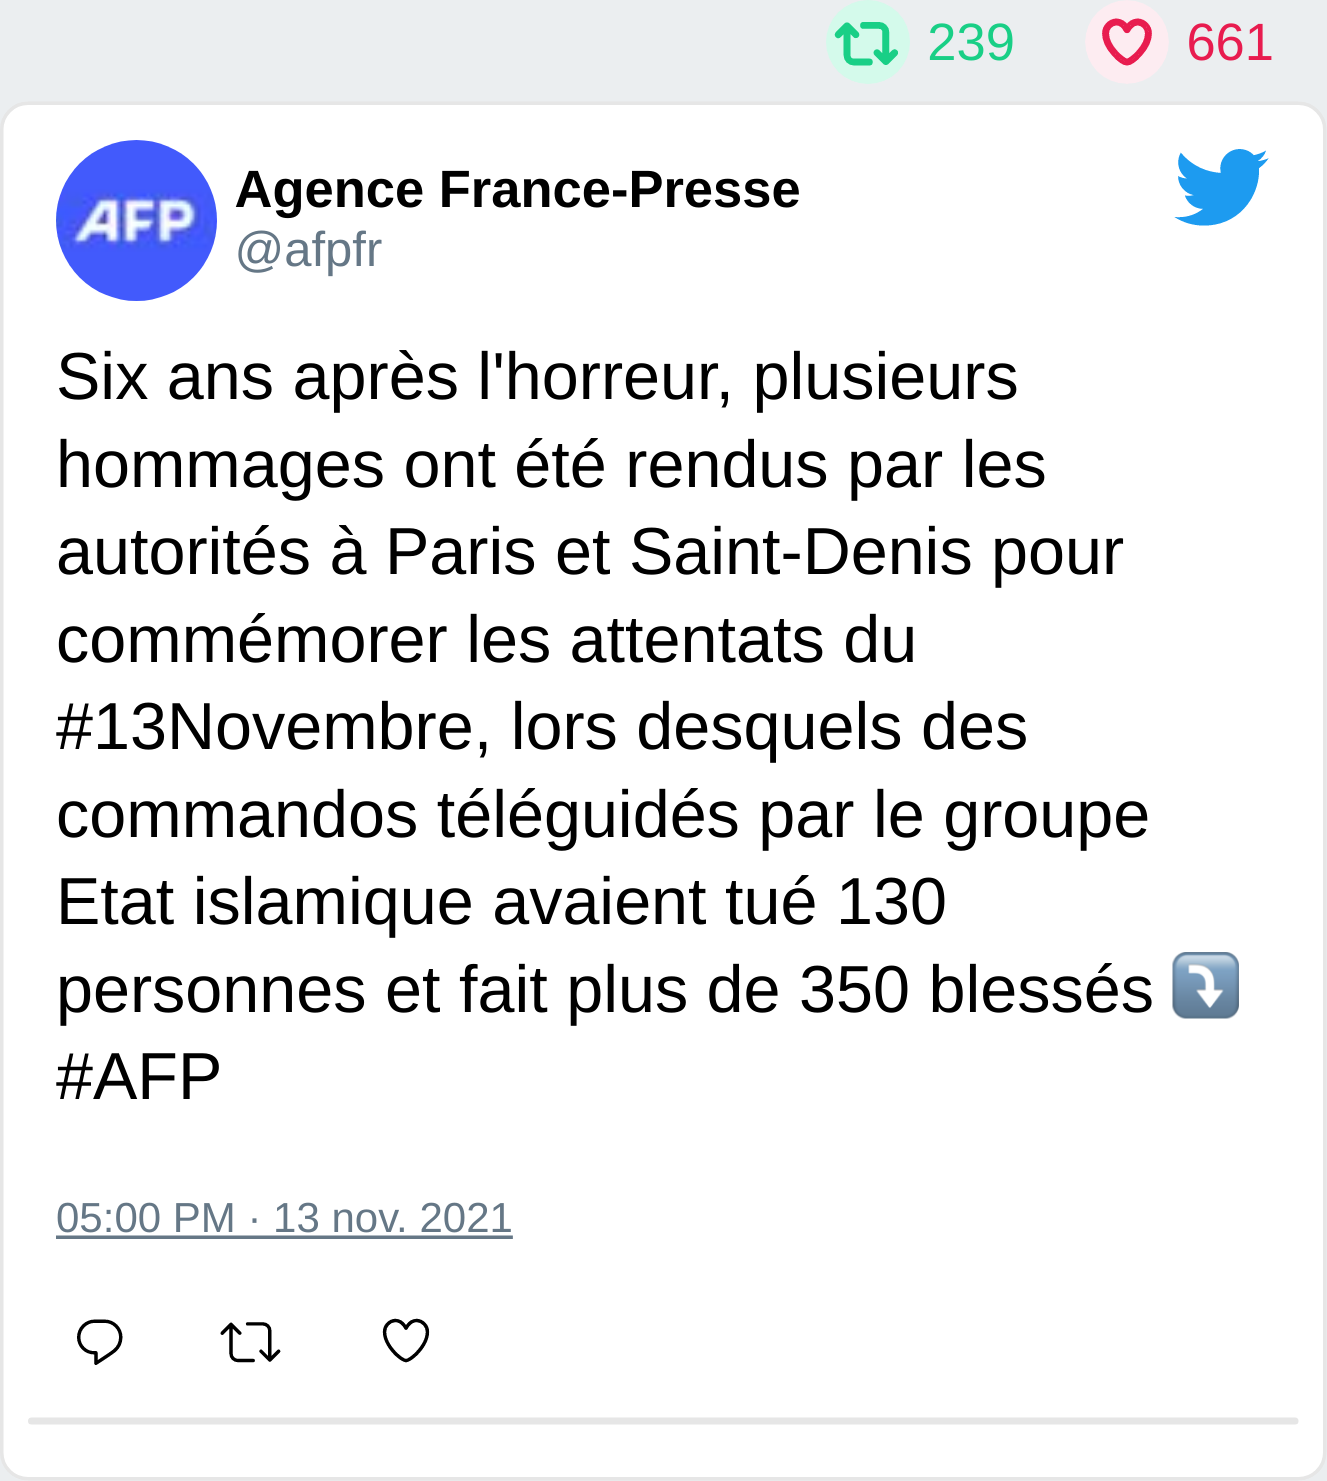 239 661
AFP
Agence France-Presse
@afpfr
Six ans après l'horreur, plusieurs
hommages ont été rendus par les
autorités à Paris et Saint-Denis pour
commémorer les attentats du
#13Novembre, lors desquels des
commandos téléguidés par le groupe
Etat islamique avaient tué 130
personnes et fait plus de 350 blessés ⤵️
#AFP
05:00 PM · 13 nov. 2021